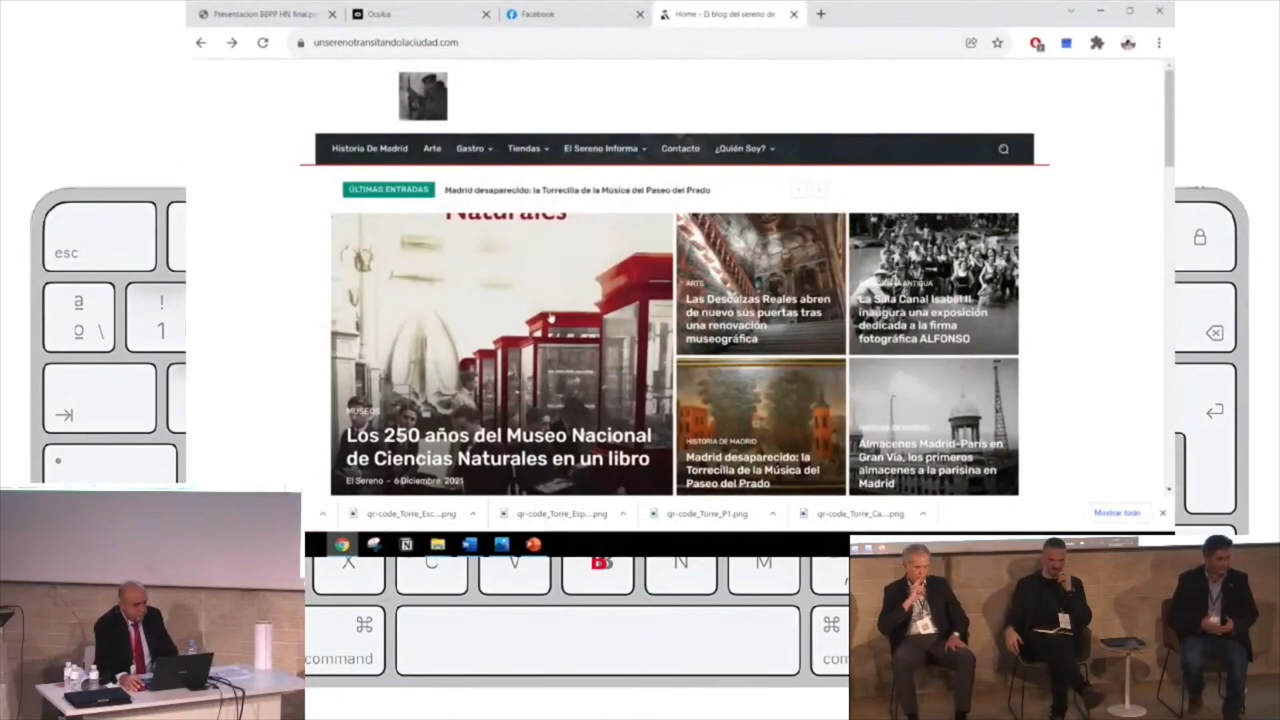 Presentacion BBPP HN final.p
Oculus
Facebook
Home - El blog del sereno de
unserenotransitandolaciudad.com
Historia De Madrid
Arte
Gastro
Tiendas
El Sereno Informa
Contacto
¿Quién Soy?
ÚLTIMAS ENTRADAS
Madrid desaparecido: la Torrecilla de la Música del Paseo del Prado
Naturales
MUSEOS
Los 250 años del Museo Nacional
de Ciencias Naturales en un libro
El Sereno - 6 Diciembre, 2021
ARTE
Las Descalzas Reales abren
de nuevo sus puertas tras
una renovación
museográfica
ANTIGUA
La Sala Canal Isabel II
inaugura una exposición
dedicada a la firma
fotográfica ALFONSO
HISTORIA DE MADRID
Madrid desaparecido: la
Torrecilla de la Música del
Paseo del Prado
HISTORIA DE MADRID
Almacenes Madrid-París en
Gran Vía, los primeros
almacenes a la parisina en
Madrid
qr-code_Torre_Esc....png
qr-code_Torre_Esp....png
qr-code_Torre_P1.png
qr-code_Torre_Ca....png
Mostrar todo
esc
ª
º \
!
1
X
C
V
B
N
M
,
⌘
command
⌘
com